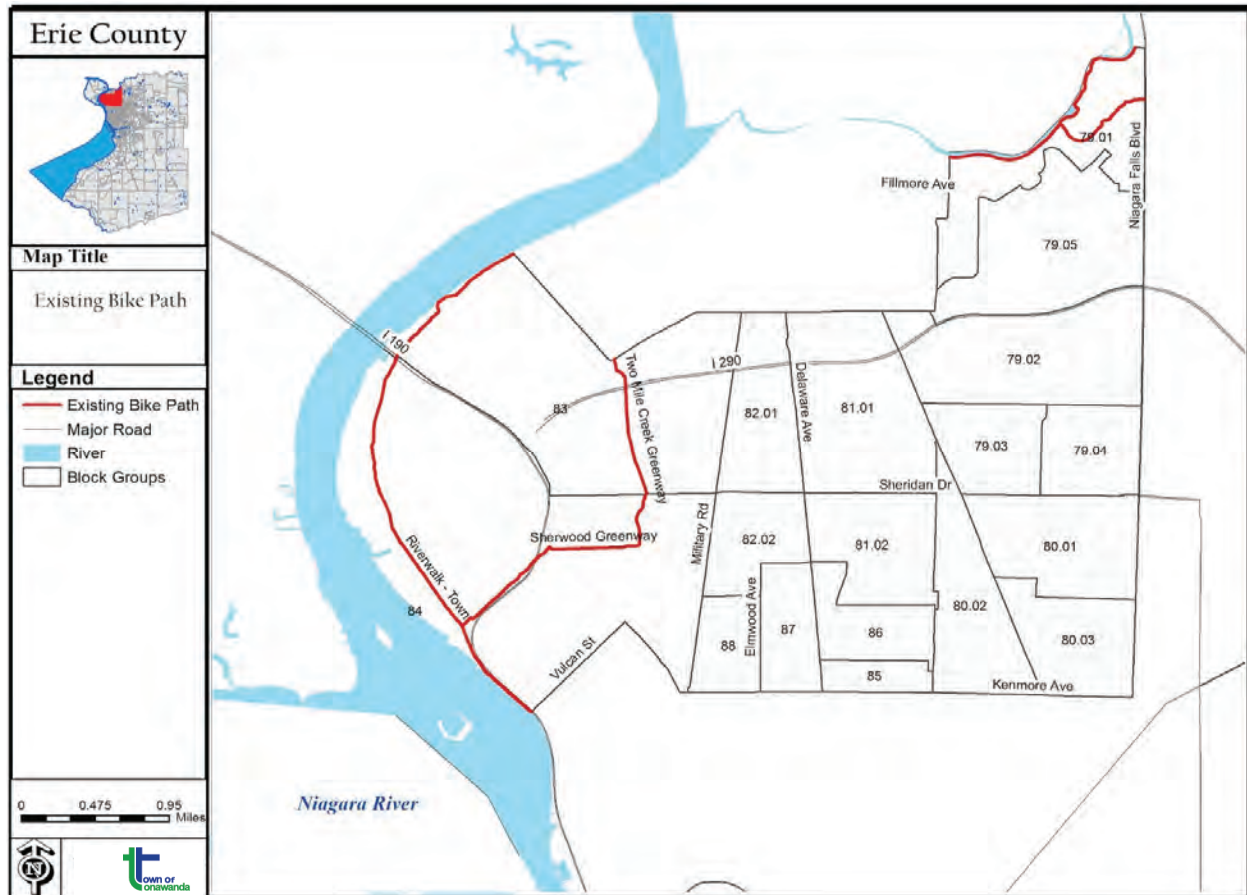 Erie County
Map Title
Existing Bike Path
Legend
Existing Bike Path
Major Road
River
Block Groups
0 0.475 0.95
Miles
N
town of
tonawanda
79.01
Niagara Falls Blvd
Fillmore Ave
79.05
I 190
I 290
79.02
Two Mile Creek Greenway
83
Delaware Ave
82.01
81.01
79.03
79.04
Sheridan Dr
Military Rd
Sherwood Greenway
82.02
81.02
80.01
Riverwalk - Town
84
Elmwood Ave
80.02
88
87
86
80.03
Vulcan St
85
Kenmore Ave
Niagara River